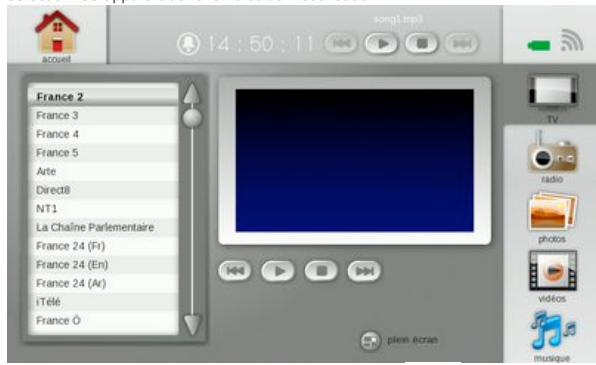 song1.mp3
14 : 50 : 11
accueil
France 2
France 3
France 4
France 5
Arte
Direct8
NT1
La Chaîne Parlementaire
France 24 (Fr)
France 24 (En)
France 24 (Ar)
iTélé
France Ô
plein écran
TV
radio
photos
vidéos
musique